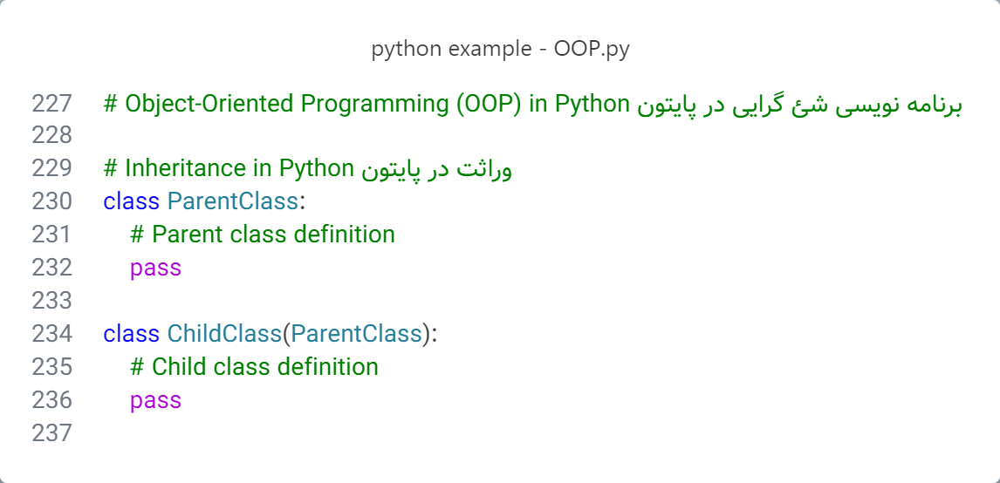 python example - OOP.py
227 # Object-Oriented Programming (OOP) in Python برنامه نویسی شئ گرایی در پایتون
228
229 # Inheritance in Python وراثت در پایتون
230 class ParentClass:
231     # Parent class definition
232     pass
233
234 class ChildClass(ParentClass):
235     # Child class definition
236     pass
237